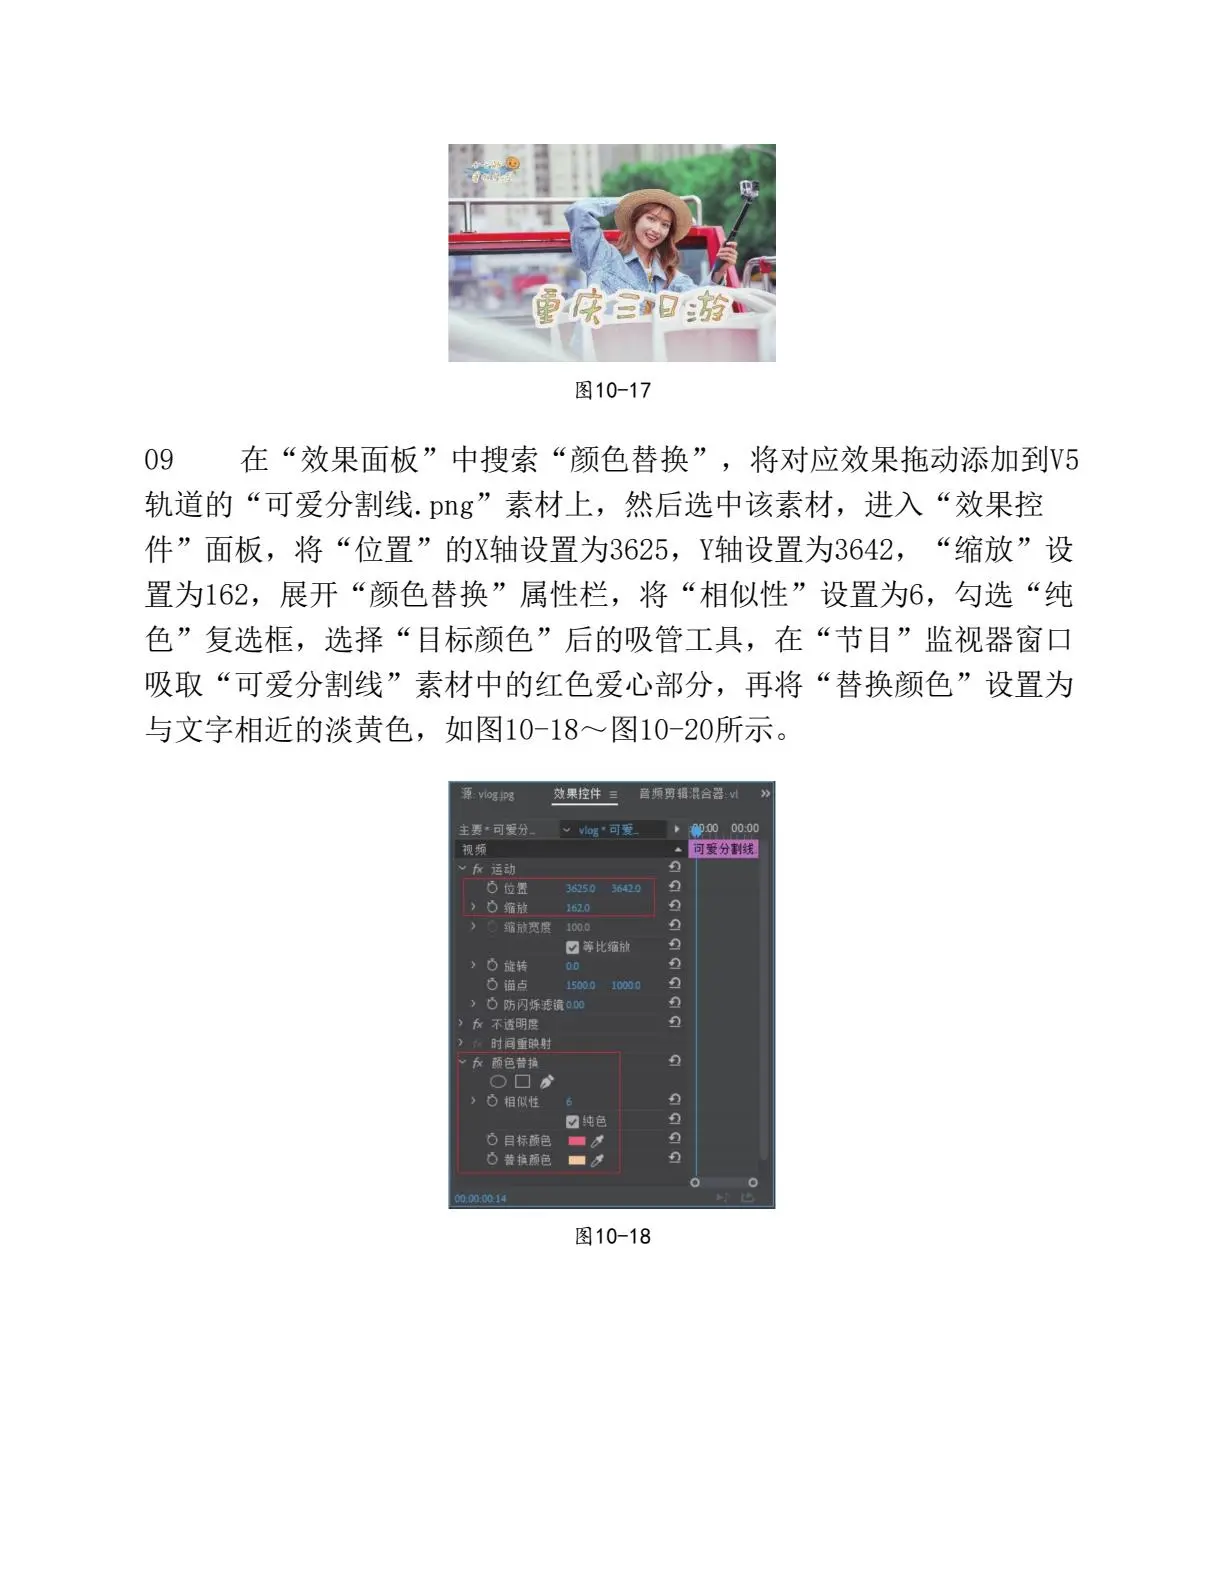 重庆三日游
图10-17
09 在“效果面板”中搜索“颜色替换”，将对应效果拖动添加到V5
轨道的“可爱分割线.png”素材上，然后选中该素材，进入“效果控
件”面板，将“位置”的X轴设置为3625，Y轴设置为3642，“缩放”设
置为162，展开“颜色替换”属性栏，将“相似性”设置为6，勾选“纯
色”复选框，选择“目标颜色”后的吸管工具，在“节目”监视器窗口
吸取“可爱分割线”素材中的红色爱心部分，再将“替换颜色”设置为
与文字相近的淡黄色，如图10-18～图10-20所示。
源: vlog.jpg 效果控件 ≡ 音频剪辑混合器: vl »
主要 * 可爱分... vlog * 可爱... :00:00 00:00
视频 可爱分割线
fx 运动
位置 3625.0 3642.0
缩放 162.0
缩放宽度 100.0
等比缩放
旋转 0.0
锚点 1500.0 1000.0
防闪烁滤镜 0.00
fx 不透明度
fx 时间重映射
fx 颜色替换
相似性 6
纯色
目标颜色
替换颜色
00:00:00:14
图10-18